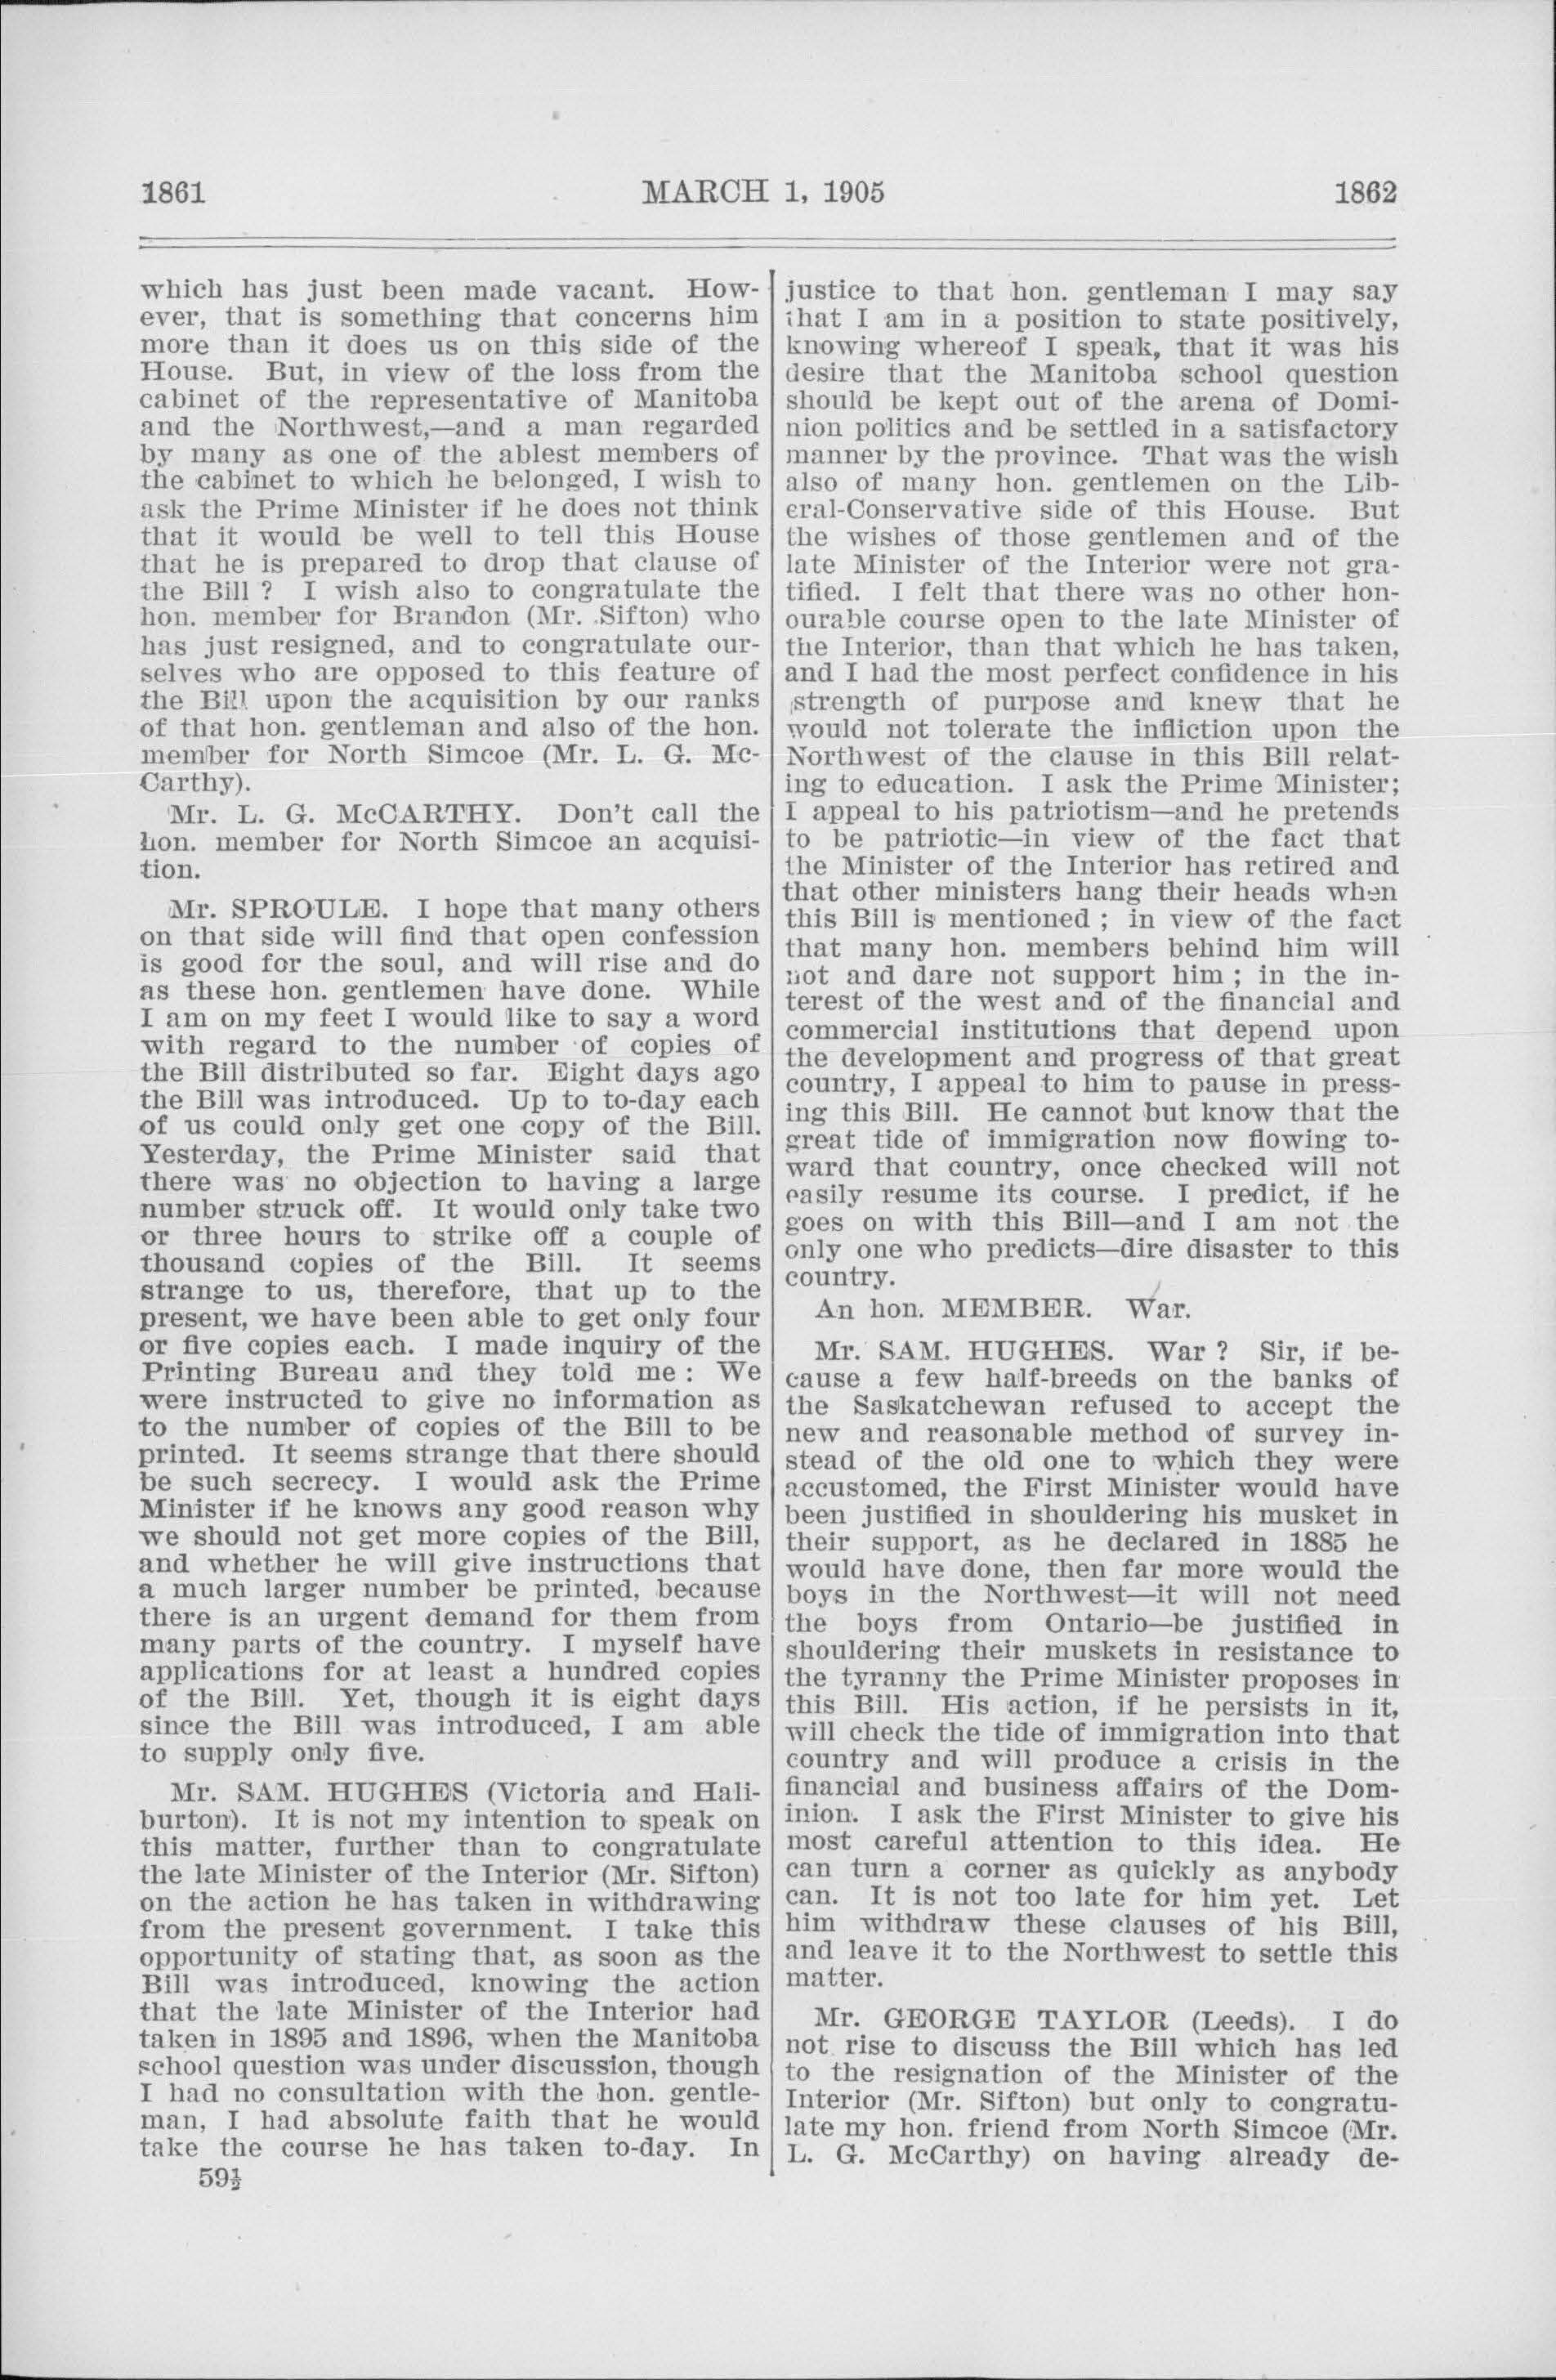 1861
MARCH 1, 1905
1862
which has just been made vacant. How-
ever, that is something that concerns him
more than it does us on this side of the
House. But, in view of the loss from the
cabinet of the representative of Manitoba
and the Northwest,—and a man regarded
by many as one of the ablest members of
the cabinet to which he belonged, I wish to
ask the Prime Minister if he does not think
that it would be well to tell this House
that he is prepared to drop that clause of
the Bill ? I wish also to congratulate the
hon. member for Brandon (Mr. Sifton) who
has just resigned, and to congratulate our-
selves who are opposed to this feature of
the Bill upon the acquisition by our ranks
of that hon. gentleman and also of the hon.
member for North Simcoe (Mr. L. G. Mc-
Carthy).
Mr. L. G. McCARTHY. Don't call the
hon. member for North Simcoe an acquisi-
tion.
Mr. SPROULE. I hope that many others
on that side will find that open confession
is good for the soul, and will rise and do
as these hon. gentlemen have done. While
I am on my feet I would like to say a word
with regard to the number of copies of
the Bill distributed so far. Eight days ago
the Bill was introduced. Up to to-day each
of us could only get one copy of the Bill.
Yesterday, the Prime Minister said that
there was no objection to having a large
number struck off. It would only take two
or three hours to strike off a couple of
thousand copies of the Bill. It seems
strange to us, therefore, that up to the
present, we have been able to get only four
or five copies each. I made inquiry of the
Printing Bureau and they told me : We
were instructed to give no information as
to the number of copies of the Bill to be
printed. It seems strange that there should
be such secrecy. I would ask the Prime
Minister if he knows any good reason why
we should not get more copies of the Bill,
and whether he will give instructions that
a much larger number be printed, because
there is an urgent demand for them from
many parts of the country. I myself have
applications for at least a hundred copies
of the Bill. Yet, though it is eight days
since the Bill was introduced, I am able
to supply only five.
Mr. SAM. HUGHES (Victoria and Hali-
burton). It is not my intention to speak on
this matter, further than to congratulate
the late Minister of the Interior (Mr. Sifton)
on the action he has taken in withdrawing
from the present government. I take this
opportunity of stating that, as soon as the
Bill was introduced, knowing the action
that the late Minister of the Interior had
taken in 1895 and 1896, when the Manitoba
school question was under discussion, though
I had no consultation with the hon. gentle-
man, I had absolute faith that he would
take the course he has taken to-day. In
59½
justice to that hon. gentleman I may say
that I am in a position to state positively,
knowing whereof I speak, that it was his
desire that the Manitoba school question
should be kept out of the arena of Domi-
nion politics and be settled in a satisfactory
manner by the province. That was the wish
also of many hon. gentlemen on the Lib-
eral-Conservative side of this House. But
the wishes of those gentlemen and of the
late Minister of the Interior were not gra-
tified. I felt that there was no other hon-
ourable course open to the late Minister of
the Interior, than that which he has taken,
and I had the most perfect confidence in his
strength of purpose and knew that he
would not tolerate the infliction upon the
Northwest of the clause in this Bill relat-
ing to education. I ask the Prime Minister;
I appeal to his patriotism—and he pretends
to be patriotic—in view of the fact that
the Minister of the Interior has retired and
that other ministers hang their heads when
this Bill is mentioned ; in view of the fact
that many hon. members behind him will
not and dare not support him ; in the in-
terest of the west and of the financial and
commercial institutions that depend upon
the development and progress of that great
country, I appeal to him to pause in press-
ing this Bill. He cannot but know that the
great tide of immigration now flowing to-
ward that country, once checked will not
easily resume its course. I predict, if he
goes on with this Bill—and I am not the
only one who predicts—dire disaster to this
country.
An hon. MEMBER. War.
Mr. SAM. HUGHES. War ? Sir, if be-
cause a few half-breeds on the banks of
the Saskatchewan refused to accept the
new and reasonable method of survey in-
stead of the old one to which they were
accustomed, the First Minister would have
been justified in shouldering his musket in
their support, as he declared in 1885 he
would have done, then far more would the
boys in the Northwest—it will not need
the boys from Ontario—be justified in
shouldering their muskets in resistance to
the tyranny the Prime Minister proposes in
this Bill. His action, if he persists in it,
will check the tide of immigration into that
country and will produce a crisis in the
financial and business affairs of the Dom-
inion. I ask the First Minister to give his
most careful attention to this idea. He
can turn a corner as quickly as anybody
can. It is not too late for him yet. Let
him withdraw these clauses of his Bill,
and leave it to the Northwest to settle this
matter.
Mr. GEORGE TAYLOR (Leeds). I do
not rise to discuss the Bill which has led
to the resignation of the Minister of the
Interior (Mr. Sifton) but only to congratu-
late my hon. friend from North Simcoe (Mr.
L. G. McCarthy) on having already de-